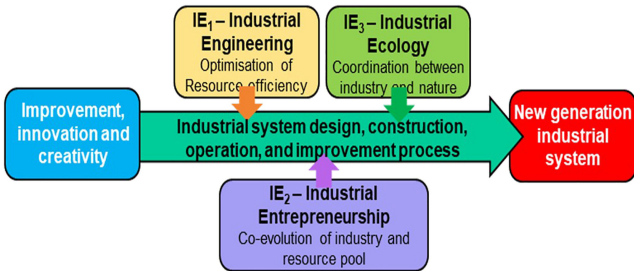 IE1 – Industrial
Engineering
Optimisation of
Resource efficiency
IE3 – Industrial
Ecology
Coordination between
industry and nature
Improvement,
innovation and
creativity
Industrial system design, construction,
operation, and improvement process
New generation
industrial
system
IE2 – Industrial
Entrepreneurship
Co-evolution of industry and
resource pool